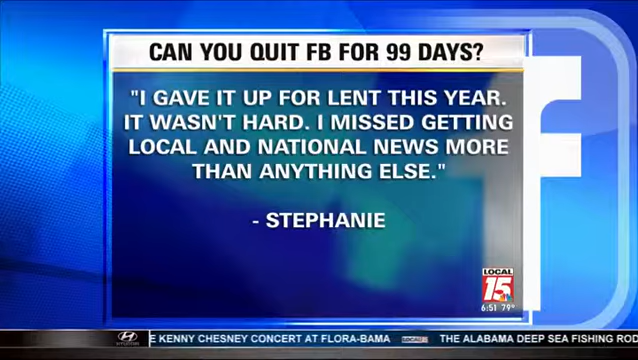 CAN YOU QUIT FB FOR 99 DAYS?
"I GAVE IT UP FOR LENT THIS YEAR.
IT WASN'T HARD. I MISSED GETTING
LOCAL AND NATIONAL NEWS MORE
THAN ANYTHING ELSE."
- STEPHANIE
f
LOCAL
15
6:51 79°
HYUNDAI
E KENNY CHESNEY CONCERT AT FLORA-BAMA LOCAL15 THE ALABAMA DEEP SEA FISHING ROD